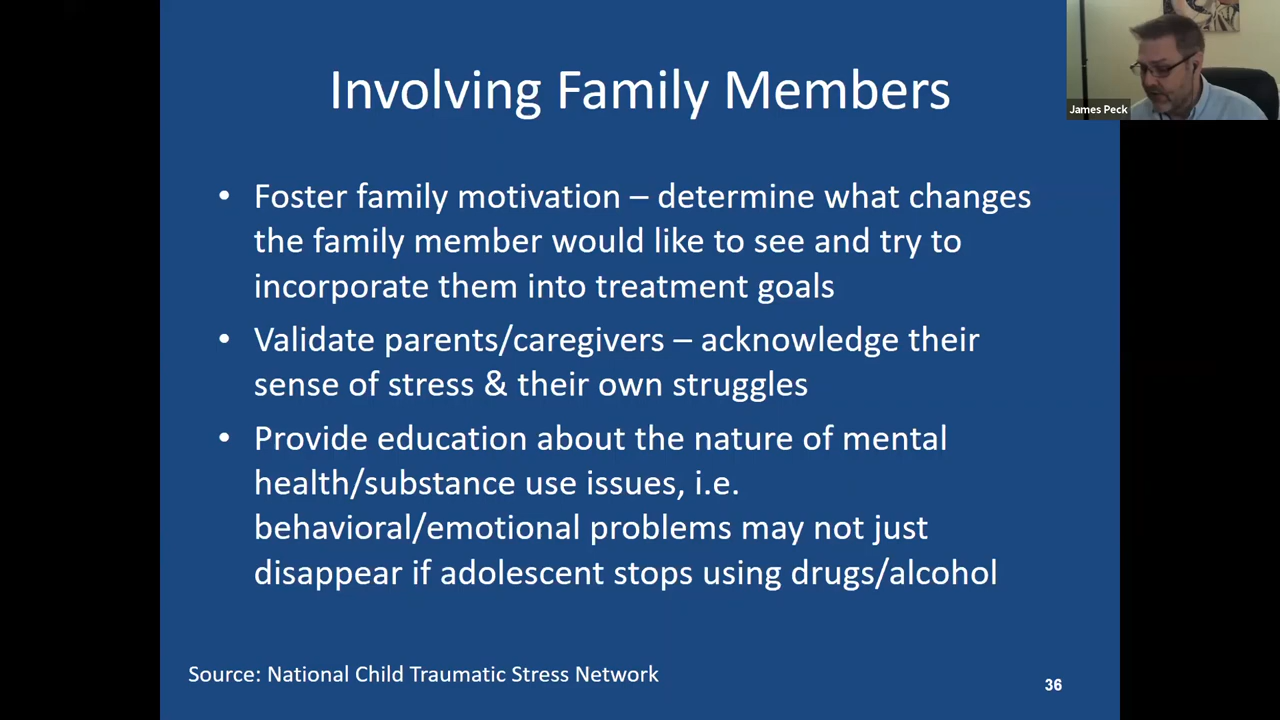 Involving Family Members
James Peck
• Foster family motivation – determine what changes
the family member would like to see and try to
incorporate them into treatment goals
• Validate parents/caregivers – acknowledge their
sense of stress & their own struggles
• Provide education about the nature of mental
health/substance use issues, i.e.
behavioral/emotional problems may not just
disappear if adolescent stops using drugs/alcohol
Source: National Child Traumatic Stress Network
36